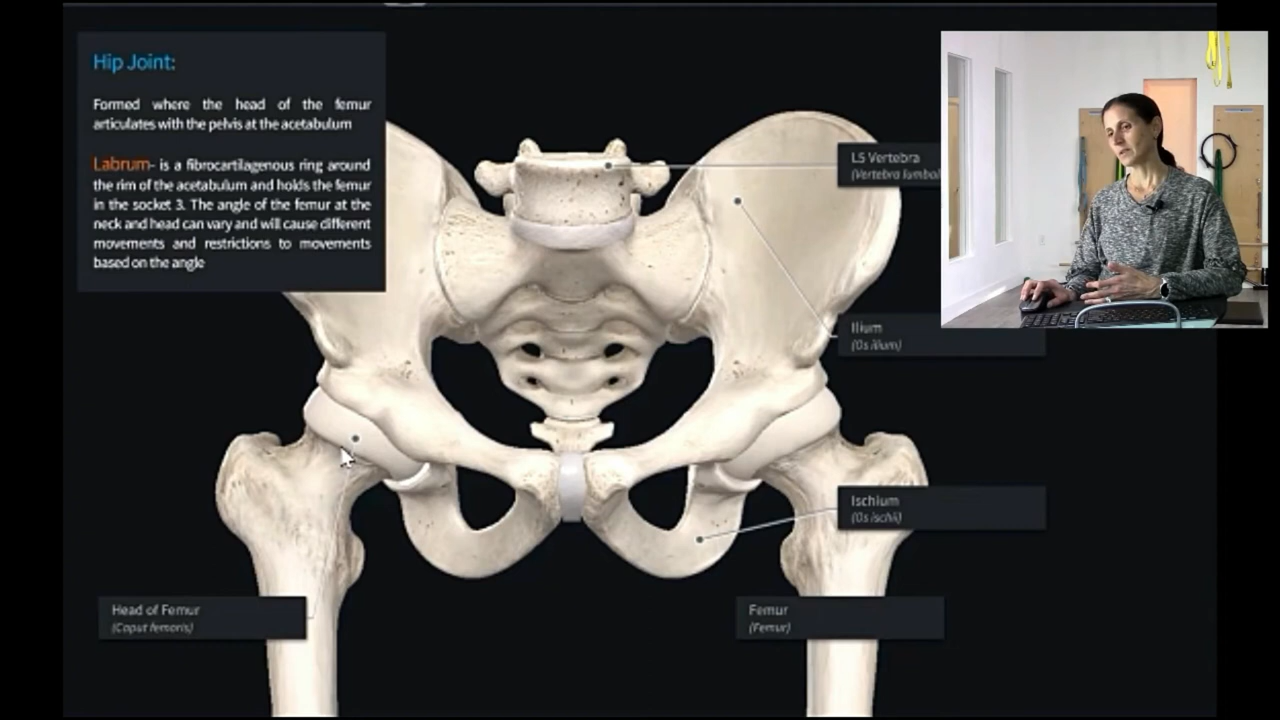 Hip Joint:
Formed where the head of the femur
articulates with the pelvis at the acetabulum
Labrum- is a fibrocartilagenous ring around
the rim of the acetabulum and holds the femur
in the socket 3. The angle of the femur at the
neck and head can vary and will cause different
movements and restrictions to movements
based on the angle
L5 Vertebra
(Vertebra lumbal
Ilium
(Os ilium)
Ischium
(Os ischii)
Head of Femur
(Caput femoris)
Femur
(Femur)